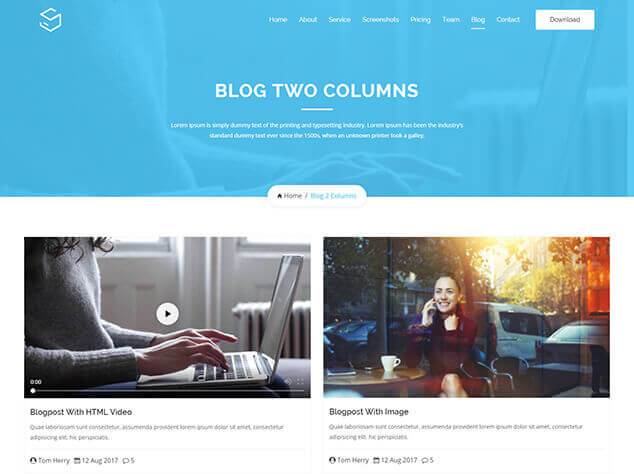 Home About Service Screenshots Pricing Team Blog Contact Download
BLOG TWO COLUMNS
Lorem Ipsum is simply dummy text of the printing and typesetting industry. Lorem Ipsum has been the industry's
standard dummy text ever since the 1500s, when an unknown printer took a galley.
Home / Blog 2 Columns
0:00
Blogpost With HTML Video
Quae laboriosam sunt consectetur, assumenda provident lorem ipsum dolor sit amet, consectetur
adipisicing elit. hic perspiciatis.
Tom Herry 12 Aug 2017 5
Blogpost With Image
Quae laboriosam sunt consectetur, assumenda provident lorem ipsum dolor sit amet, consectetur
adipisicing elit. hic perspiciatis.
Tom Herry 12 Aug 2017 5